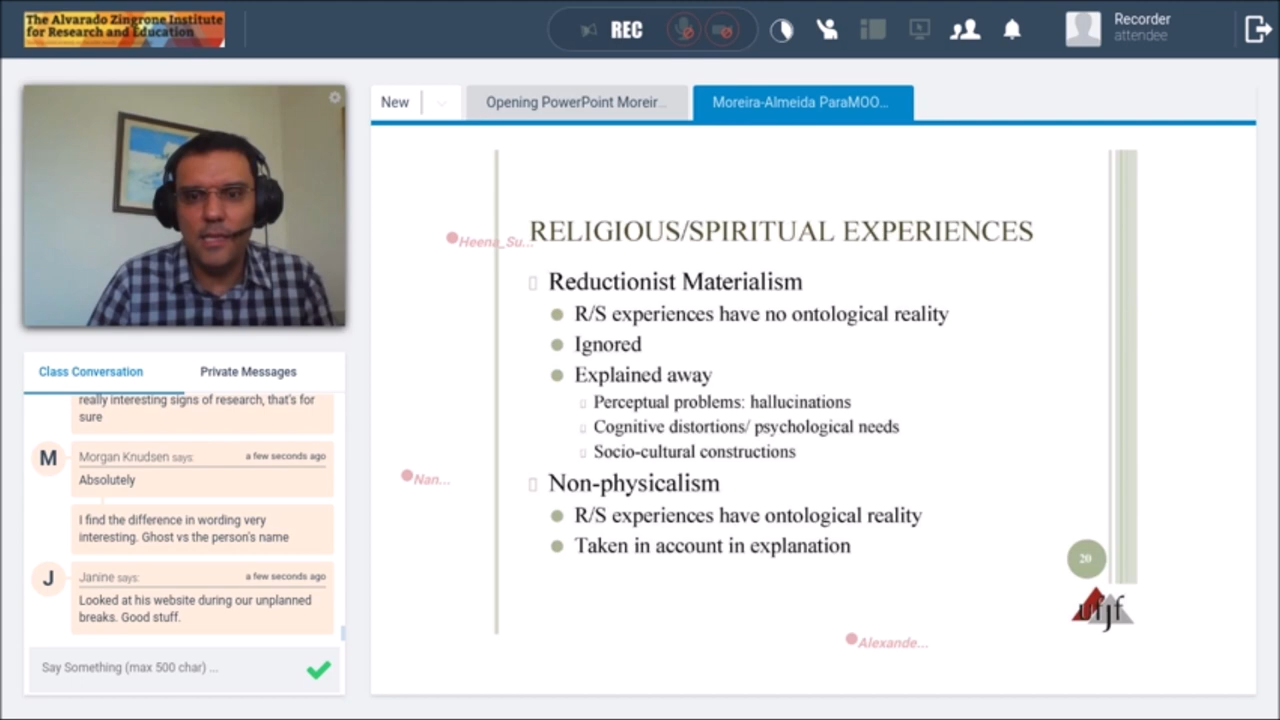 The Alvarado Zingrone Institute
for Research and Education
REC
Recorder
attendee
New
Opening PowerPoint Moreir...
Moreira-Almeida ParaMOO...
Class Conversation
Private Messages
really interesting signs of research, that's for
sure
M
Morgan Knudsen says:
a few seconds ago
Absolutely
I find the difference in wording very
interesting. Ghost vs the person's name
J
Janine says:
a few seconds ago
Looked at his website during our unplanned
breaks. Good stuff.
Say Something (max 500 char) ...
Heena_Su...
RELIGIOUS/SPIRITUAL EXPERIENCES
Reductionist Materialism
R/S experiences have no ontological reality
Ignored
Explained away
Perceptual problems: hallucinations
Cognitive distortions/ psychological needs
Socio-cultural constructions
Nan...
Non-physicalism
R/S experiences have ontological reality
Taken in account in explanation
20
ufjf
Alexande...